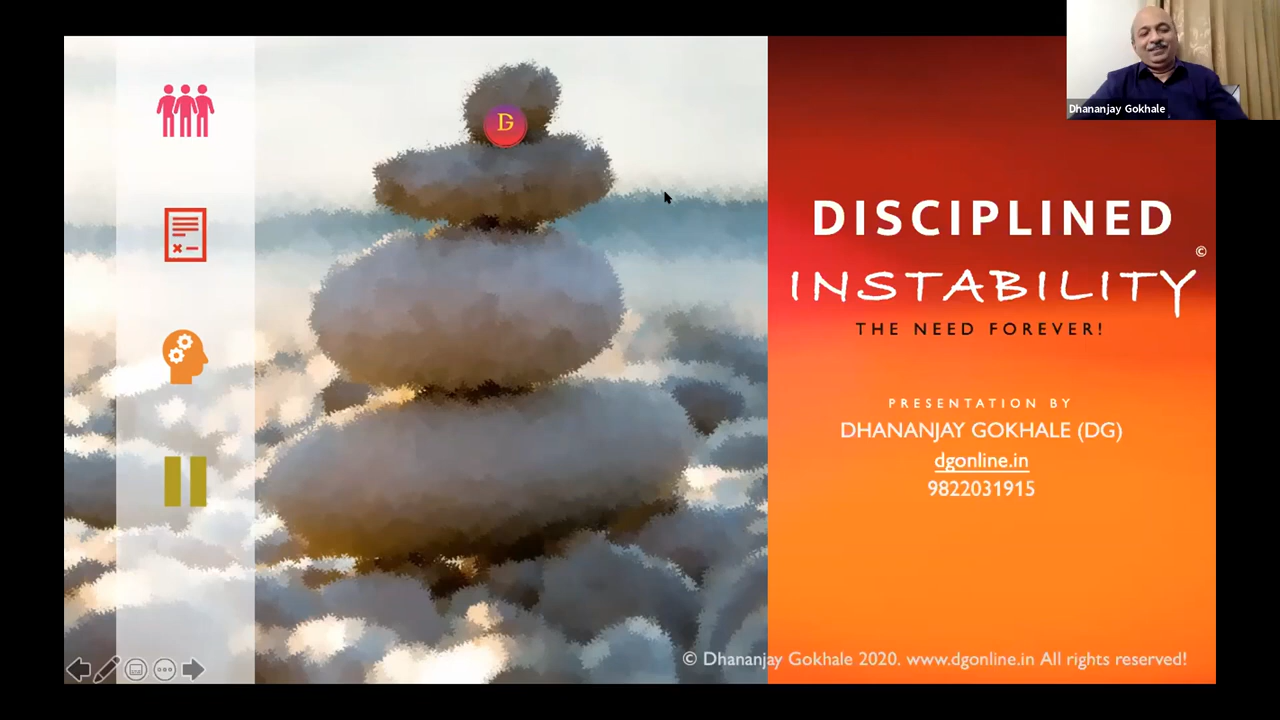 Dhananjay Gokhale
DG
DISCIPLINED
©
INSTABILITY
THE NEED FOREVER!
PRESENTATION BY
DHANANJAY GOKHALE (DG)
dgonline.in
9822031915
© Dhananjay Gokhale 2020. www.dgonline.in All rights reserved!